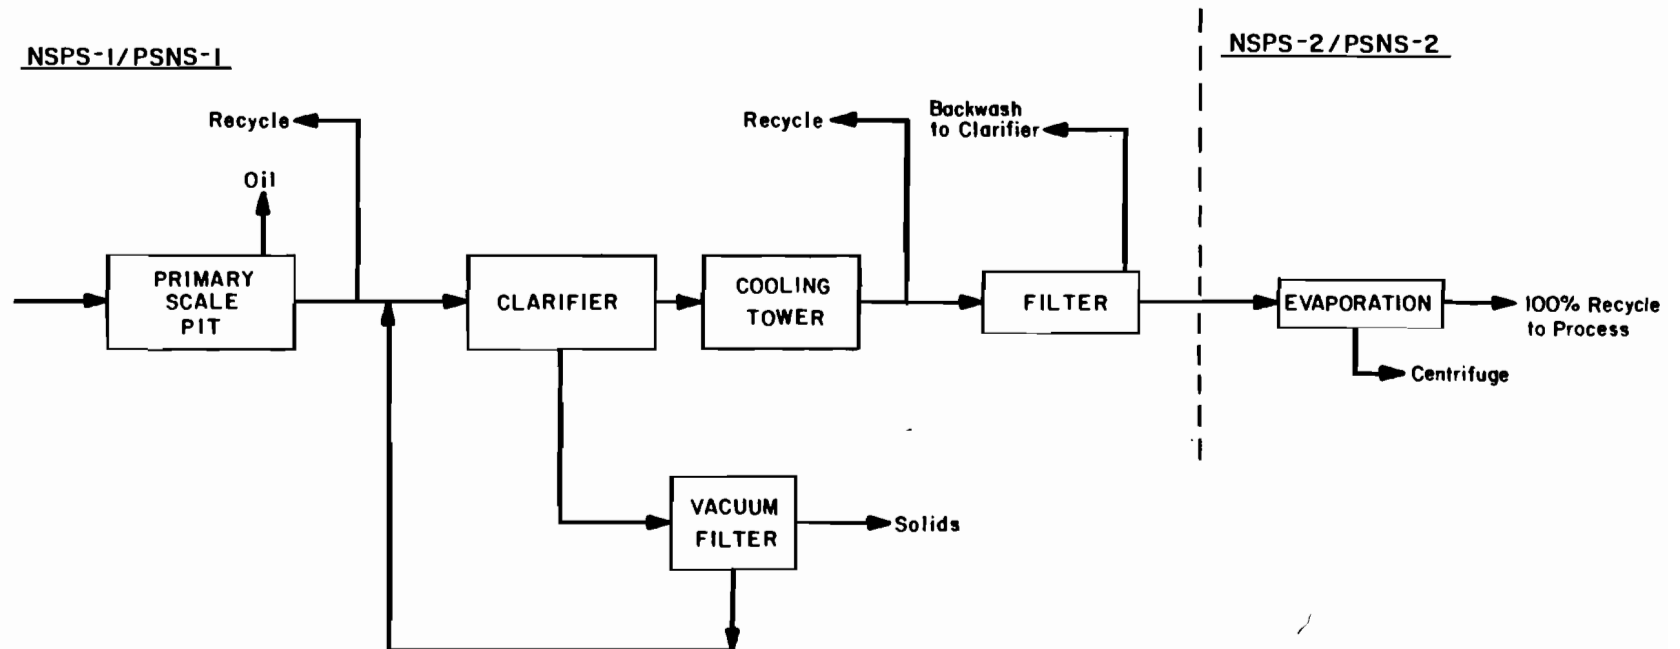 NSPS-1/PSNS-1
NSPS-2/PSNS-2
Recycle
Recycle
Backwash
to Clarifier
Oil
PRIMARY
SCALE
PIT
CLARIFIER
COOLING
TOWER
FILTER
EVAPORATION
100% Recycle
to Process
Centrifuge
VACUUM
FILTER
Solids